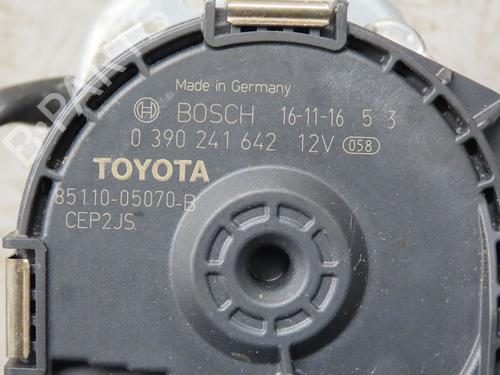 Made in Germany
BOSCH 16-11-16 5 3
0 390 241 642 12V 058
TOYOTA
85110-05070-B
CEP2JS.
B-PARTS